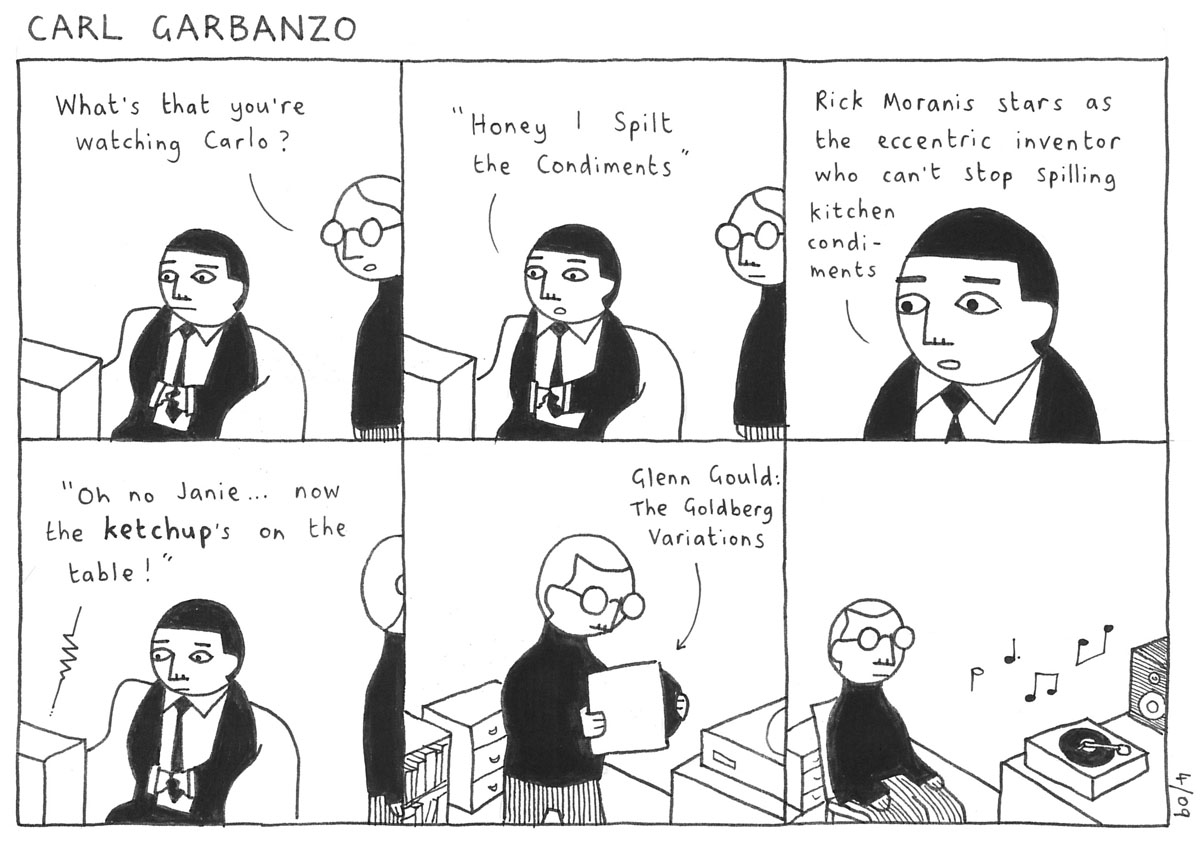 CARL GARBANZO
What's that you're
watching Carlo?
"Honey I Spilt
the Condiments"
Rick Moranis stars as
the eccentric inventor
who can't stop spilling
kitchen
condi-
ments
"Oh no Janie... now
the ketchup's on the
table!"
Glenn Gould:
The Goldberg
Variations
4/09